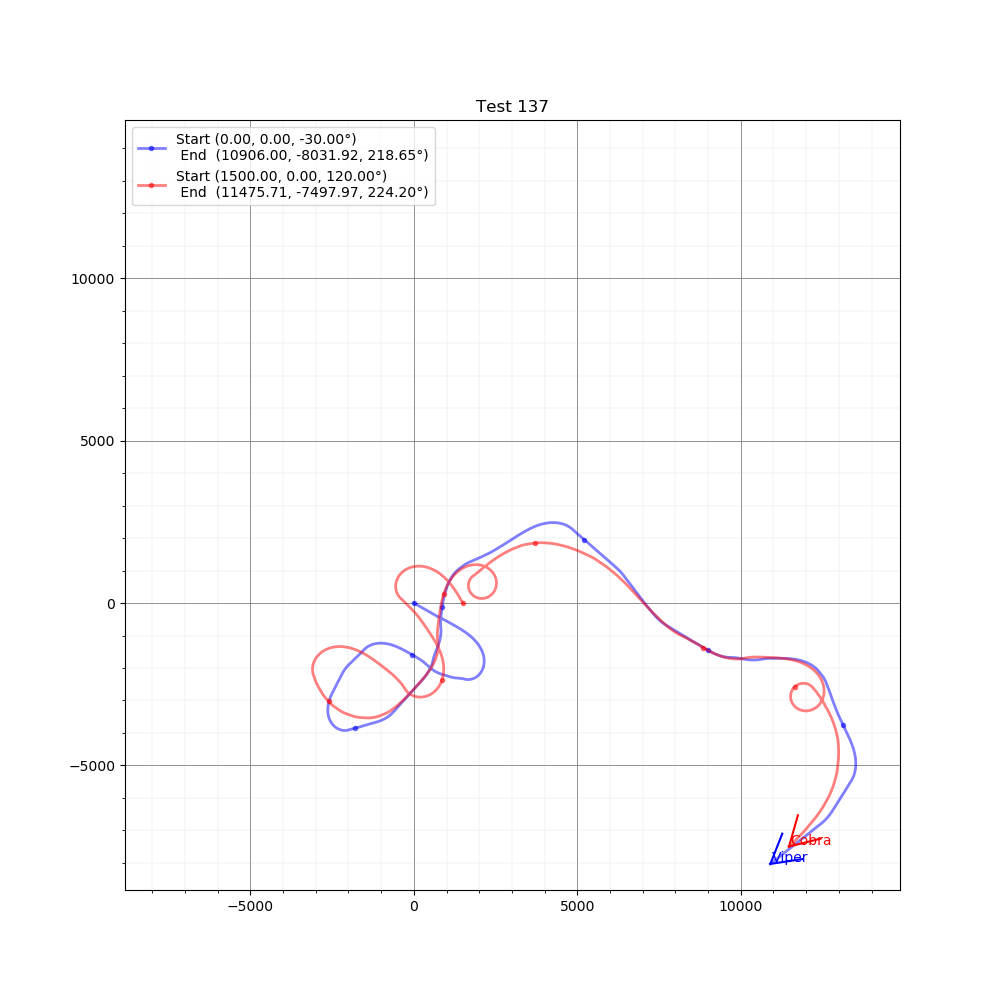 Test 137
Start (0.00, 0.00, -30.00°)
End (10906.00, -8031.92, 218.65°)
Start (1500.00, 0.00, 120.00°)
End (11475.71, -7497.97, 224.20°)
10000
5000
0
−5000
Cobra
Viper
−5000 0 5000 10000